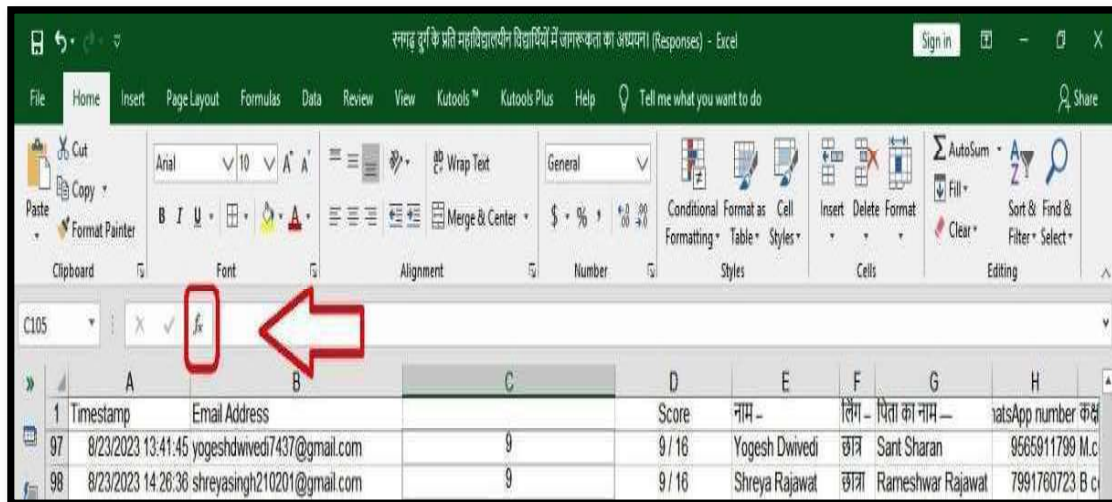 रनगढ़ दुर्ग के प्रति महाविद्यालयीन विद्यार्थियों में जागरूकता का अध्ययन। (Responses) - Excel
Sign in
File Home Insert Page Layout Formulas Data Review View Kutools ™ Kutools Plus Help Tell me what you want to do Share
Cut
Copy
Format Painter
Paste
Arial 10 A A
B I U A
Wrap Text
Merge & Center
General
$ % ,
Conditional Formatting
Format as Table
Cell Styles
Insert Delete Format
AutoSum
Fill
Clear
Sort & Filter
Find & Select
Clipboard Font Alignment Number Styles Cells Editing
C105 fx
A B C D E F G H
1 Timestamp Email Address Score नाम – लिंग – पिता का नाम — hatsApp number कक्ष
97 8/23/2023 13:41:45 yogeshdwivedi7437@gmail.com 9 9 / 16 Yogesh Dwivedi छात्र Sant Sharan 9565911799 M.c
98 8/23/2023 14:26:36 shreyasingh210201@gmail.com 9 9 / 16 Shreya Rajawat छात्रा Rameshwar Rajawat 7991760723 B c